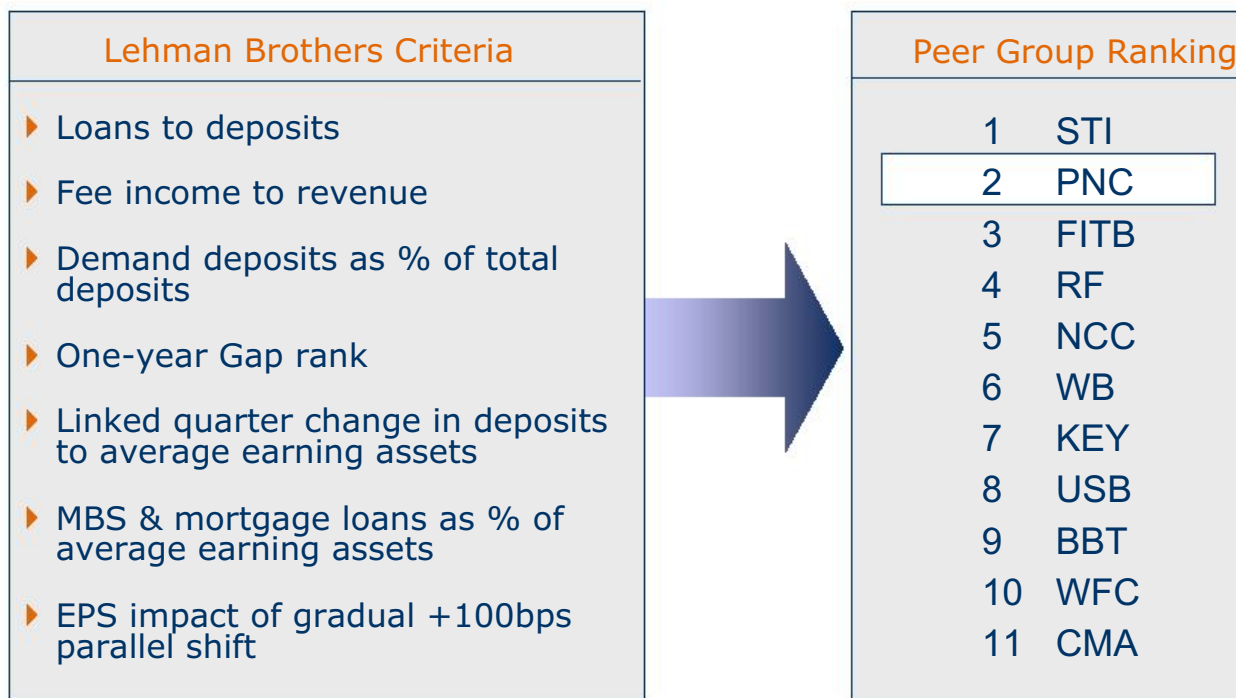 Lehman Brothers Criteria
Loans to deposits
Fee income to revenue
Demand deposits as % of total
deposits
One-year Gap rank
Linked quarter change in deposits
to average earning assets
MBS & mortgage loans as % of
average earning assets
EPS impact of gradual +100bps
parallel shift
Peer Group Ranking
1 STI
2 PNC
3 FITB
4 RF
5 NCC
6 WB
7 KEY
8 USB
9 BBT
10 WFC
11 CMA